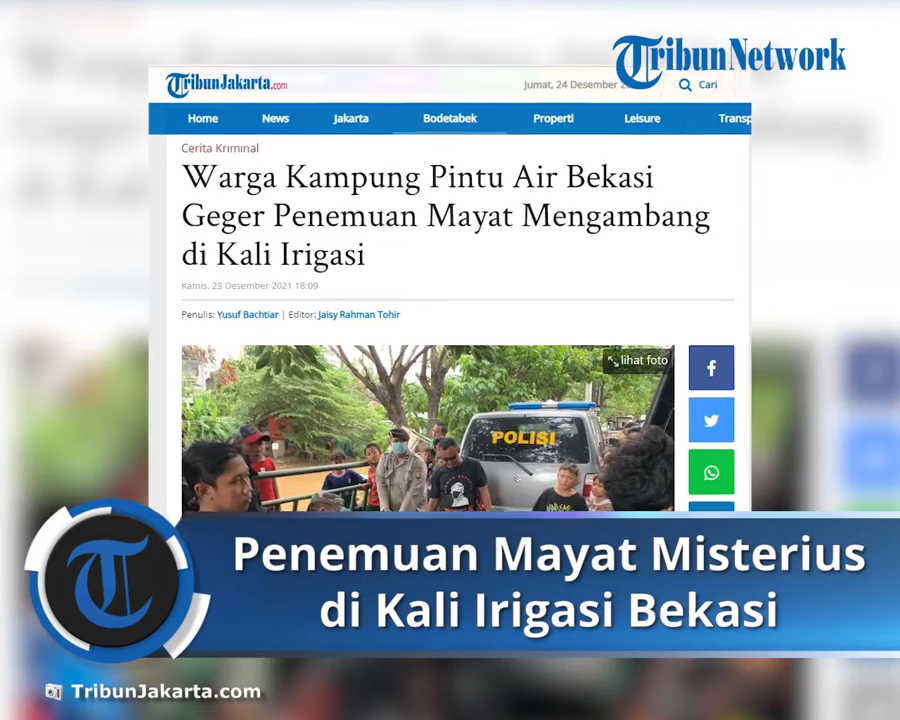 TribunNetwork
TribunJakarta.com
Jumat, 24 Desember 2
Cari
Home News Jakarta Bodetabek Properti Leisure Transp
Cerita Kriminal
Warga Kampung Pintu Air Bekasi
Geger Penemuan Mayat Mengambang
di Kali Irigasi
Kamis, 23 Desember 2021 18:09
Penulis: Yusuf Bachtiar | Editor: Jaisy Rahman Tohir
lihat foto
POLISI
Penemuan Mayat Misterius
di Kali Irigasi Bekasi
TribunJakarta.com